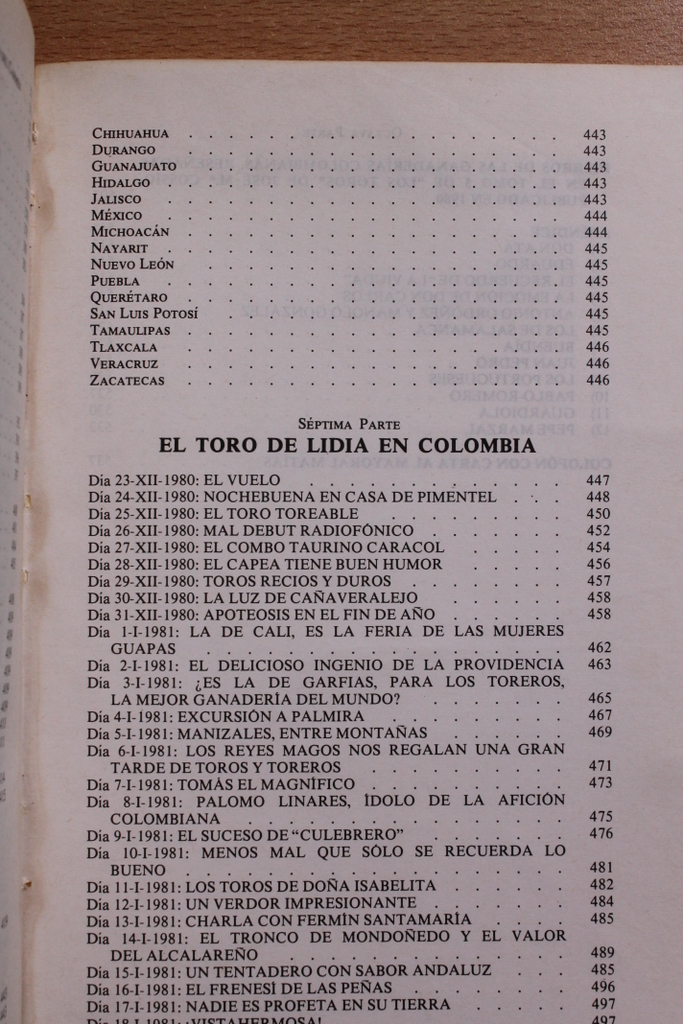 CHIHUAHUA . . . . . . . . . . . . . . . . . . . 443
DURANGO . . . . . . . . . . . . . . . . . . . 443
GUANAJUATO . . . . . . . . . . . . . . . . . . 443
HIDALGO . . . . . . . . . . . . . . . . . . . 443
JALISCO . . . . . . . . . . . . . . . . . . . 443
MÉXICO . . . . . . . . . . . . . . . . . . . 444
MICHOACÁN . . . . . . . . . . . . . . . . . . 444
NAYARIT . . . . . . . . . . . . . . . . . . . 445
NUEVO LEÓN . . . . . . . . . . . . . . . . . . 445
PUEBLA . . . . . . . . . . . . . . . . . . . 445
QUERÉTARO . . . . . . . . . . . . . . . . . . 445
SAN LUIS POTOSÍ . . . . . . . . . . . . . . . . 445
TAMAULIPAS . . . . . . . . . . . . . . . . . . 445
TLAXCALA . . . . . . . . . . . . . . . . . . 446
VERACRUZ . . . . . . . . . . . . . . . . . . 446
ZACATECAS . . . . . . . . . . . . . . . . . . 446
SÉPTIMA PARTE
EL TORO DE LIDIA EN COLOMBIA
Día 23-XII-1980: EL VUELO . . . . . . . . . . . . . 447
Día 24-XII-1980: NOCHEBUENA EN CASA DE PIMENTEL . . . 448
Día 25-XII-1980: EL TORO TOREABLE . . . . . . . . . 450
Día 26-XII-1980: MAL DEBUT RADIOFÓNICO . . . . . . . 452
Día 27-XII-1980: EL COMBO TAURINO CARACOL . . . . . 454
Día 28-XII-1980: EL CAPEA TIENE BUEN HUMOR . . . . . 456
Día 29-XII-1980: TOROS RECIOS Y DUROS . . . . . . . . 457
Día 30-XII-1980: LA LUZ DE CAÑAVERALEJO . . . . . . 458
Día 31-XII-1980: APOTEOSIS EN EL FIN DE AÑO . . . . . . 458
Día 1-I-1981: LA DE CALI, ES LA FERIA DE LAS MUJERES
GUAPAS . . . . . . . . . . . . . . . . . . 462
Día 2-I-1981: EL DELICIOSO INGENIO DE LA PROVIDENCIA 463
Día 3-I-1981: ¿ES LA DE GARFIAS, PARA LOS TOREROS,
LA MEJOR GANADERÍA DEL MUNDO? . . . . . . . 465
Día 4-I-1981: EXCURSIÓN A PALMIRA . . . . . . . . . 467
Día 5-I-1981: MANIZALES, ENTRE MONTAÑAS . . . . . . . 469
Día 6-I-1981: LOS REYES MAGOS NOS REGALAN UNA GRAN
TARDE DE TOROS Y TOREROS . . . . . . . . . . 471
Día 7-I-1981: TOMÁS EL MAGNÍFICO . . . . . . . . . . 473
Día 8-I-1981: PALOMO LINARES, ÍDOLO DE LA AFICIÓN
COLOMBIANA . . . . . . . . . . . . . . . . 475
Día 9-I-1981: EL SUCESO DE “CULEBRERO” . . . . . . . 476
Día 10-I-1981: MENOS MAL QUE SÓLO SE RECUERDA LO
BUENO . . . . . . . . . . . . . . . . . . . 481
Día 11-I-1981: LOS TOROS DE DOÑA ISABELITA . . . . . . 482
Día 12-I-1981: UN VERDOR IMPRESIONANTE . . . . . . . 484
Día 13-I-1981: CHARLA CON FERMÍN SANTAMARÍA . . . . . 485
Día 14-I-1981: EL TRONCO DE MONDOÑEDO Y EL VALOR
DEL ALCALAREÑO . . . . . . . . . . . . . . 489
Día 15-I-1981: UN TENTADERO CON SABOR ANDALUZ . . . 485
Día 16-I-1981: EL FRENESÍ DE LAS PEÑAS . . . . . . . . 496
Día 17-I-1981: NADIE ES PROFETA EN SU TIERRA . . . . . 497
Día 18-I-1981: ¡VISTAHERMOSA! . . . . . . . . . . . 497